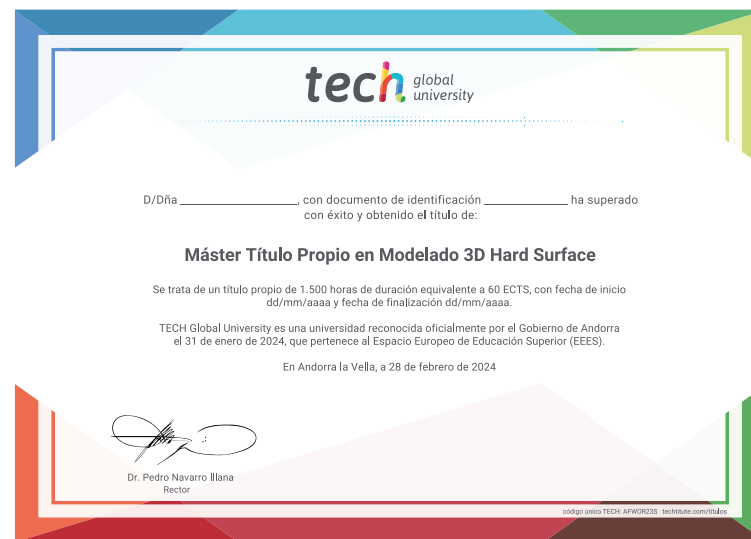 tech global
university
D/Dña ____________________, con documento de identificación ______________ ha superado
con éxito y obtenido el título de:
Máster Título Propio en Modelado 3D Hard Surface
Se trata de un título propio de 1.500 horas de duración equivalente a 60 ECTS, con fecha de inicio
dd/mm/aaaa y fecha de finalización dd/mm/aaaa.
TECH Global University es una universidad reconocida oficialmente por el Gobierno de Andorra
el 31 de enero de 2024, que pertenece al Espacio Europeo de Educación Superior (EEES).
En Andorra la Vella, a 28 de febrero de 2024
Dr. Pedro Navarro Illana
Rector
código único TECH: AFWOR23S techtitute.com/titulos